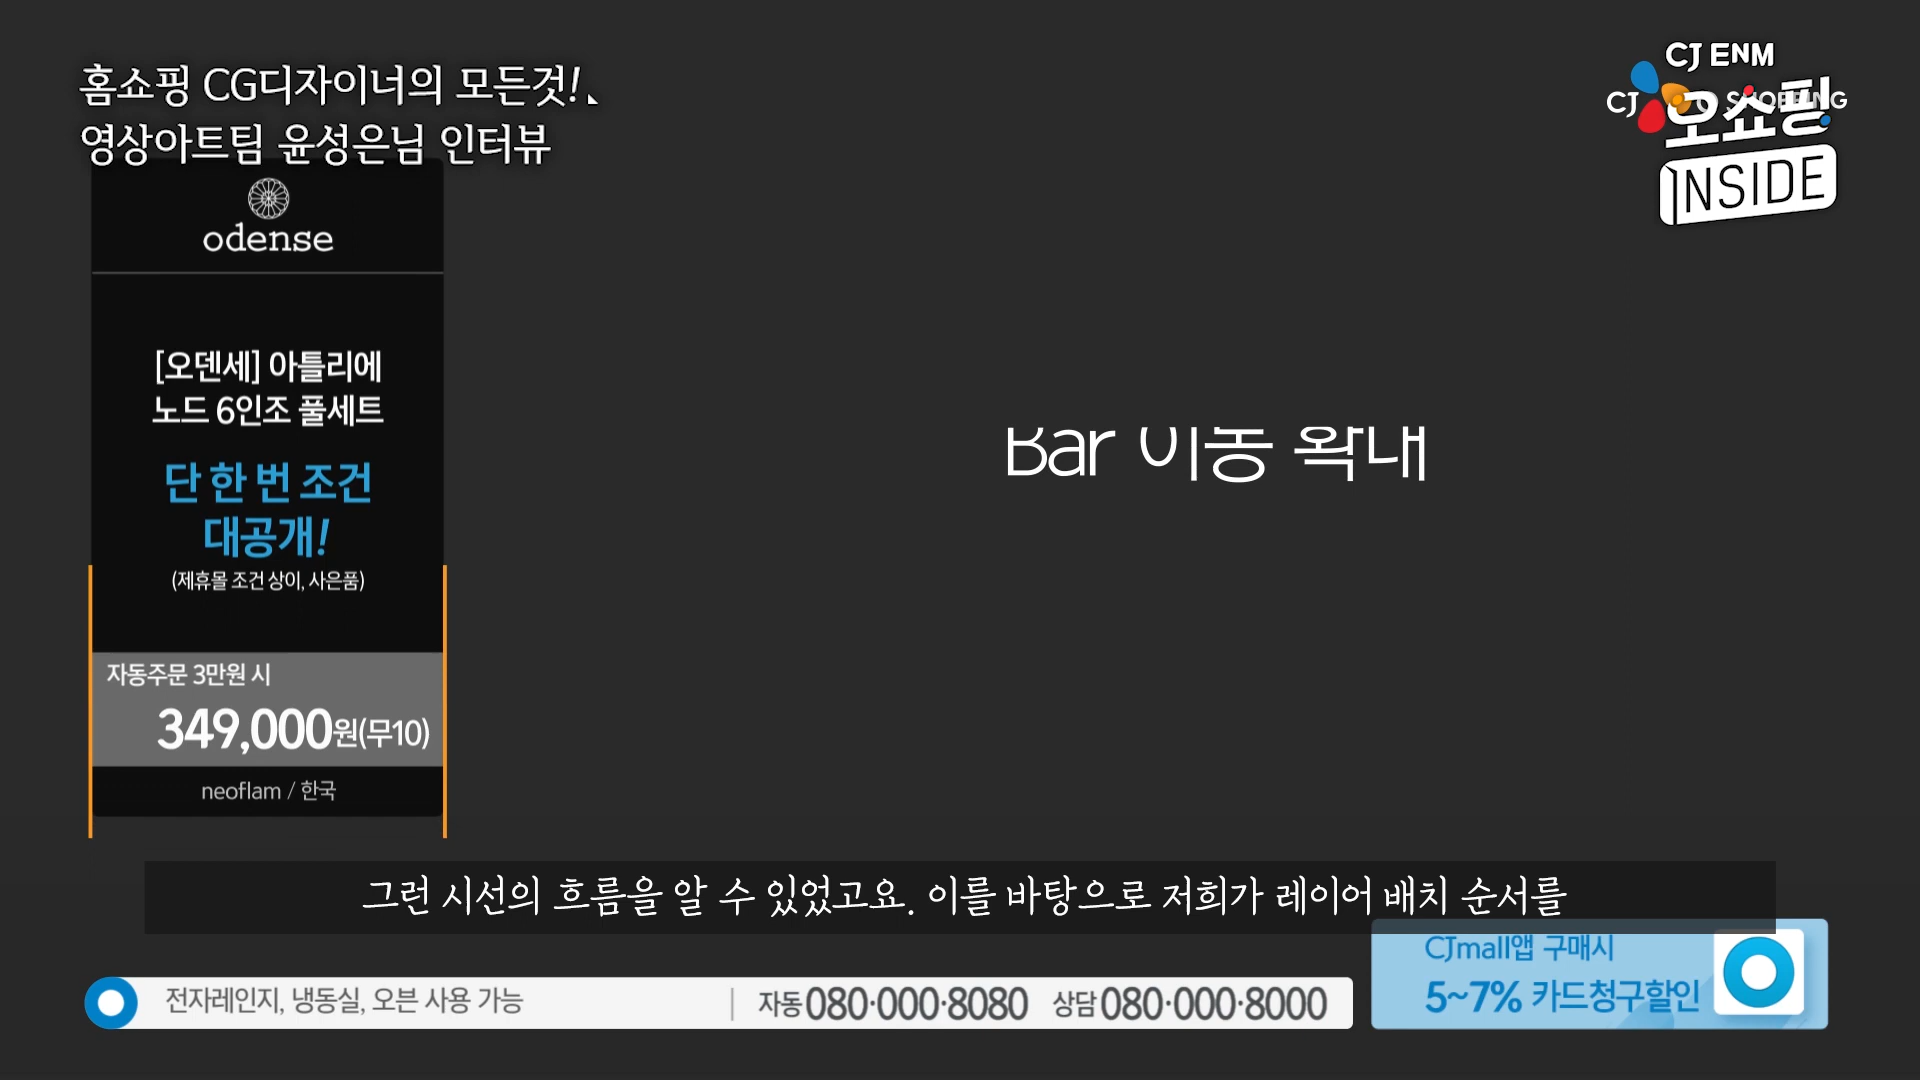 홈쇼핑 CG디자이너의 모든것!
영상아트팀 윤성은님 인터뷰
CJ ENM
CJ
SHOPPING
오쇼핑
INSIDE
odense
[오덴세] 아틀리에
노드 6인조 풀세트
단 한 번 조건
대공개!
(제휴몰 조건 상이, 사은품)
자동주문 3만원 시
349,000원(무10)
neoflam / 한국
Bar 이동 확대
그런 시선의 흐름을 알 수 있었고요. 이를 바탕으로 저희가 레이어 배치 순서를
CJmall앱 구매시
5~7% 카드청구할인
전자레인지, 냉동실, 오븐 사용 가능
자동080·000·8080 상담080·000·8000